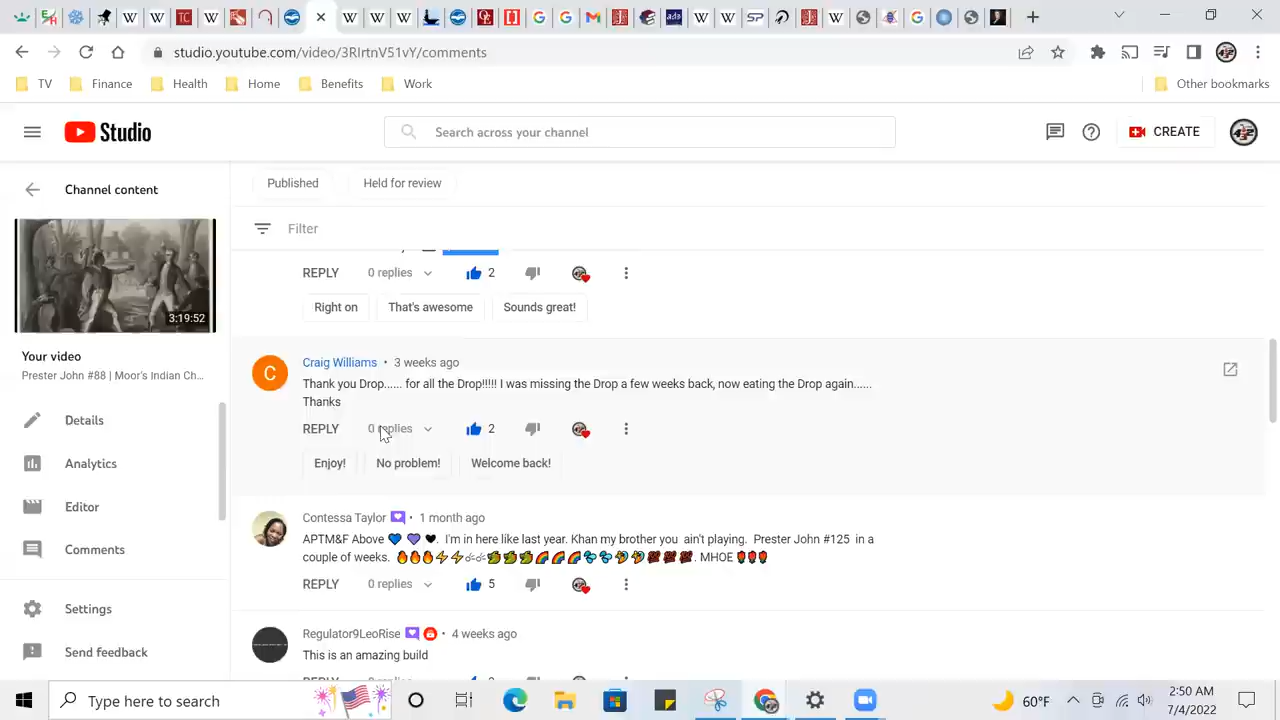 studio.youtube.com/video/3RIrtnV51vY/comments
TV
Finance
Health
Home
Benefits
Work
Other bookmarks
Studio
Search across your channel
CREATE
Channel content
Published
Held for review
Filter
3:19:52
REPLY 0 replies 2
Right on
That's awesome
Sounds great!
Your video
Prester John #88 | Moor's Indian Ch...
Craig Williams • 3 weeks ago
C
Thank you Drop...... for all the Drop!!!!! I was missing the Drop a few weeks back, now eating the Drop again......
Thanks
REPLY 0 replies 2
Enjoy!
No problem!
Welcome back!
Details
Analytics
Editor
Comments
Settings
Send feedback
Contessa Taylor • 1 month ago
APTM&F Above 💙 💜 🖤. I'm in here like last year. Khan my brother you ain't playing. Prester John #125 in a
couple of weeks. . MHOE
REPLY 0 replies 5
Regulator9LeoRise • 4 weeks ago
This is an amazing build
Type here to search
60°F
2:50 AM
7/4/2022